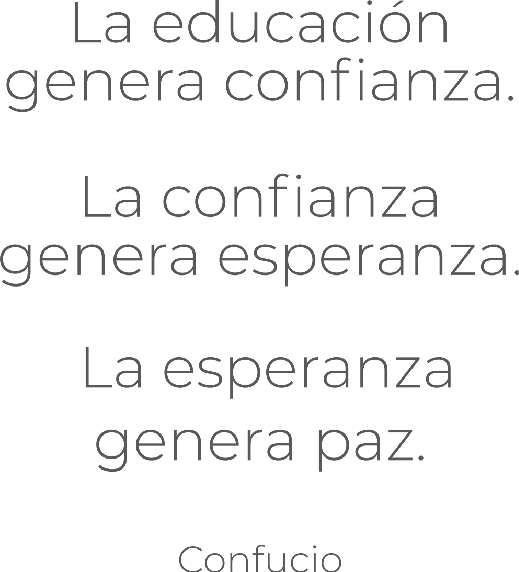 La educación
genera confianza.
La confianza
genera esperanza.
La esperanza
genera paz.
Confucio